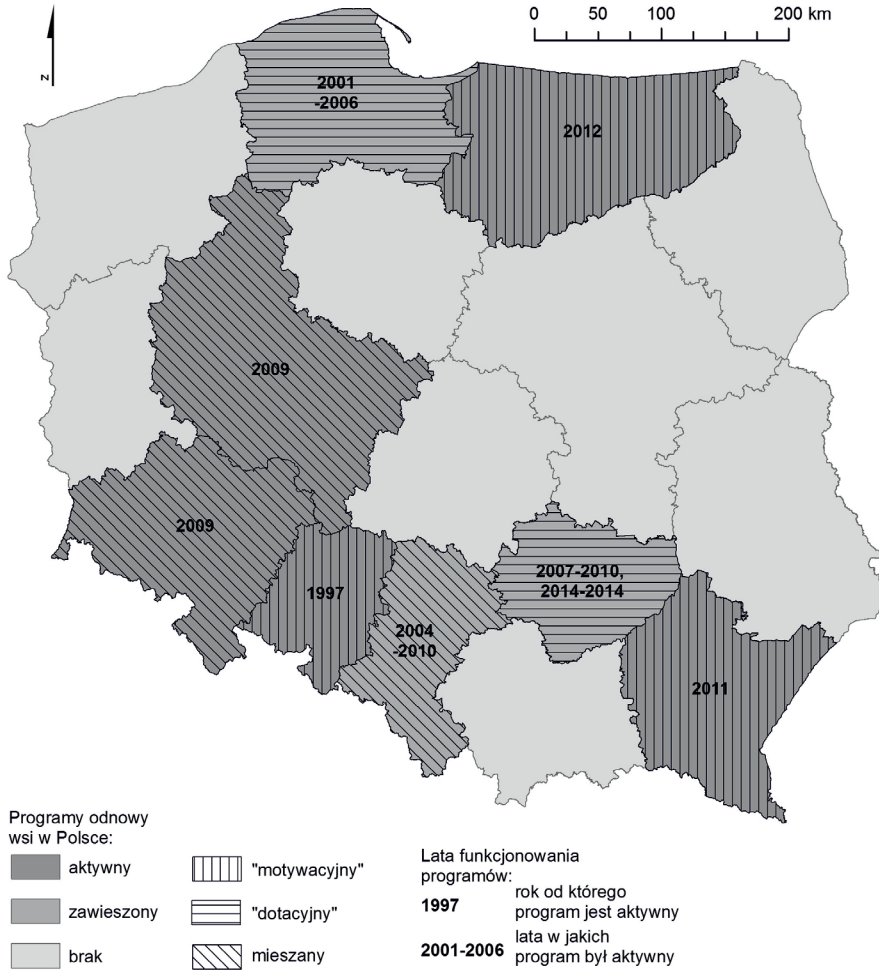 0 50 100 200 km
N
2001
-2006
2012
2009
2009
1997
2004
-2010
2007-2010,
2014-2014
2011
Programy odnowy
wsi w Polsce:
aktywny
zawieszony
brak
"motywacyjny"
"dotacyjny"
mieszany
Lata funkcjonowania
programów:
1997 rok od którego
program jest aktywny
2001-2006 lata w jakich
program był aktywny